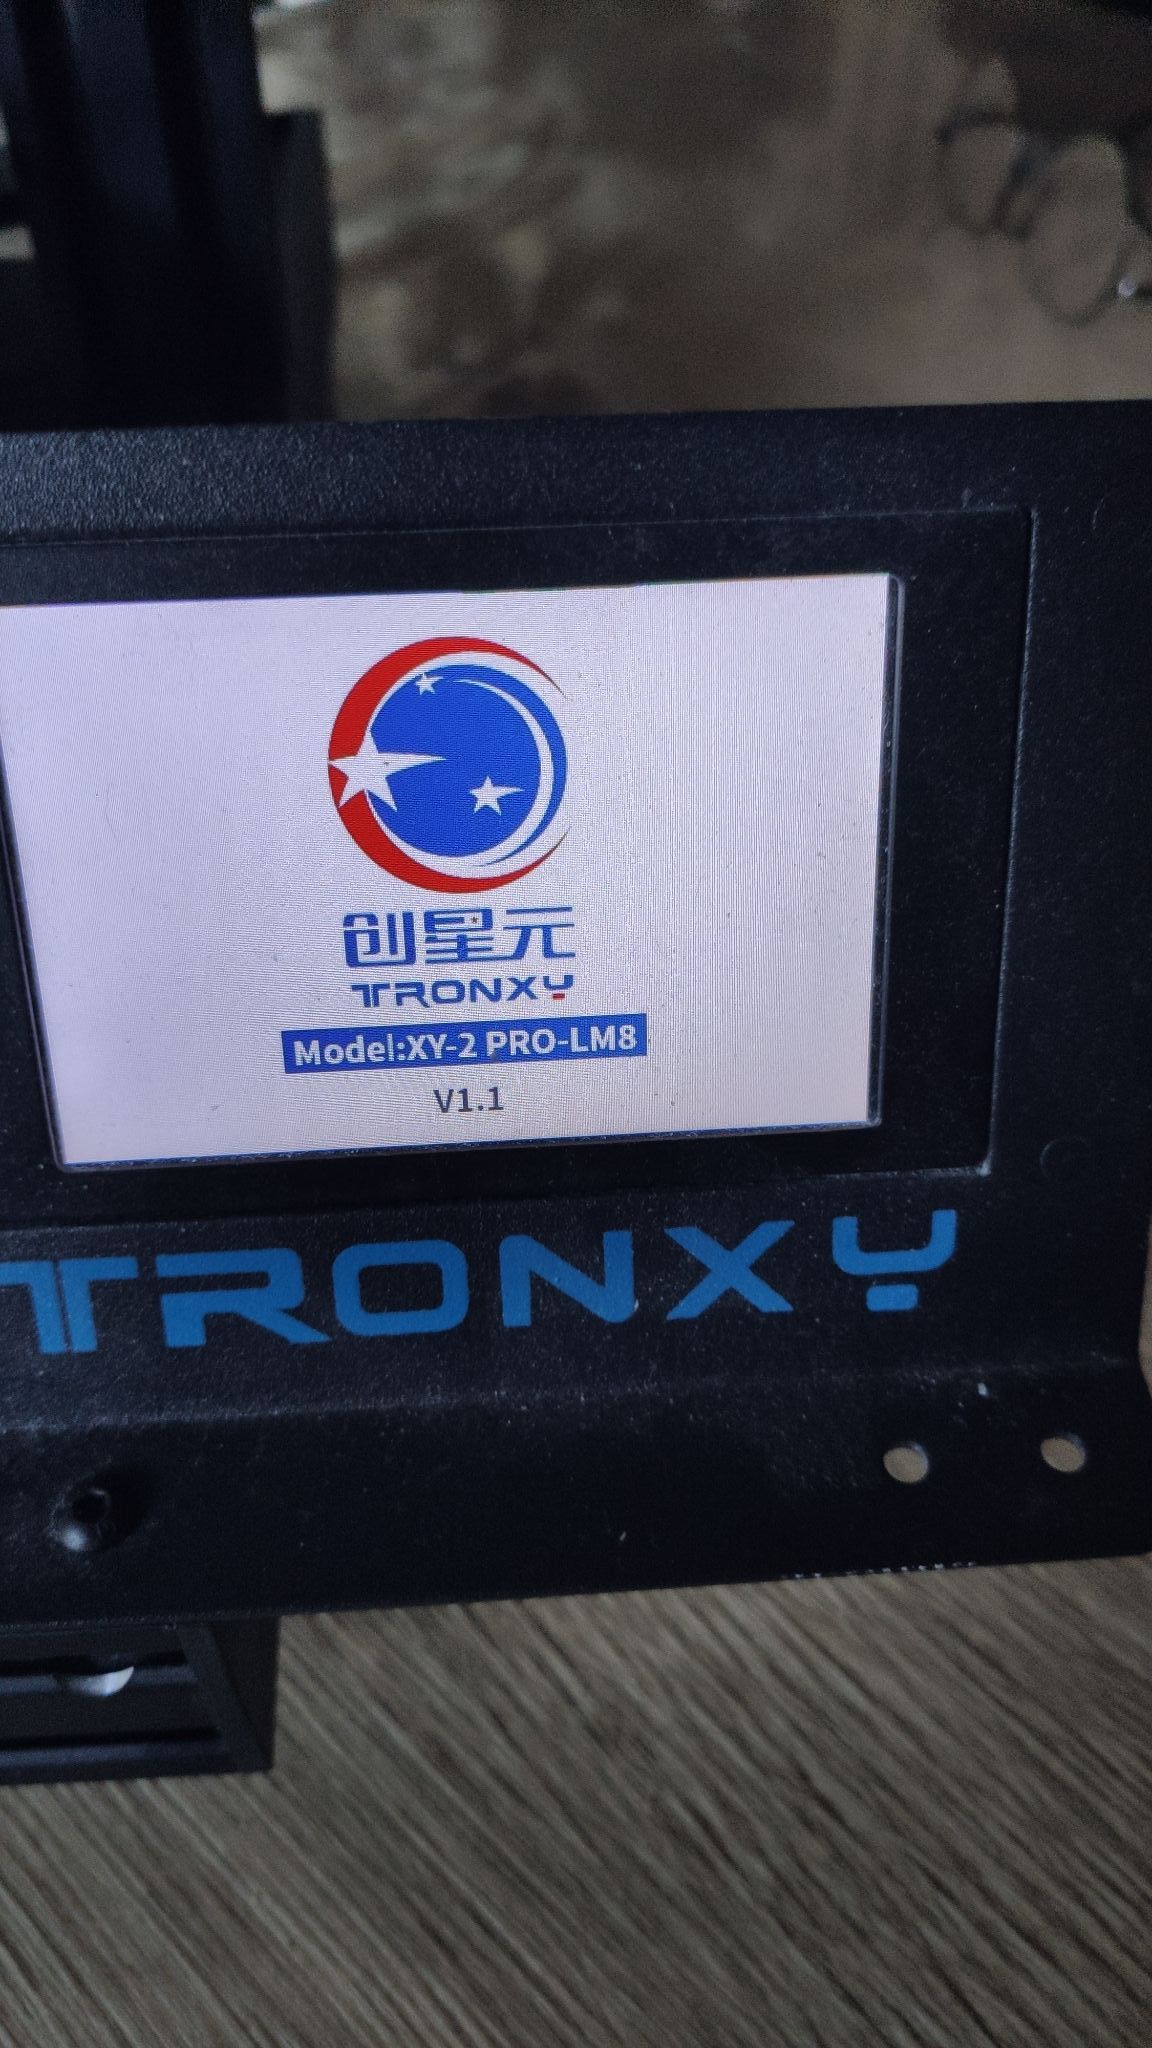 创星元
TRONXY
Model:XY-2 PRO-LM8
V1.1
TRONXY